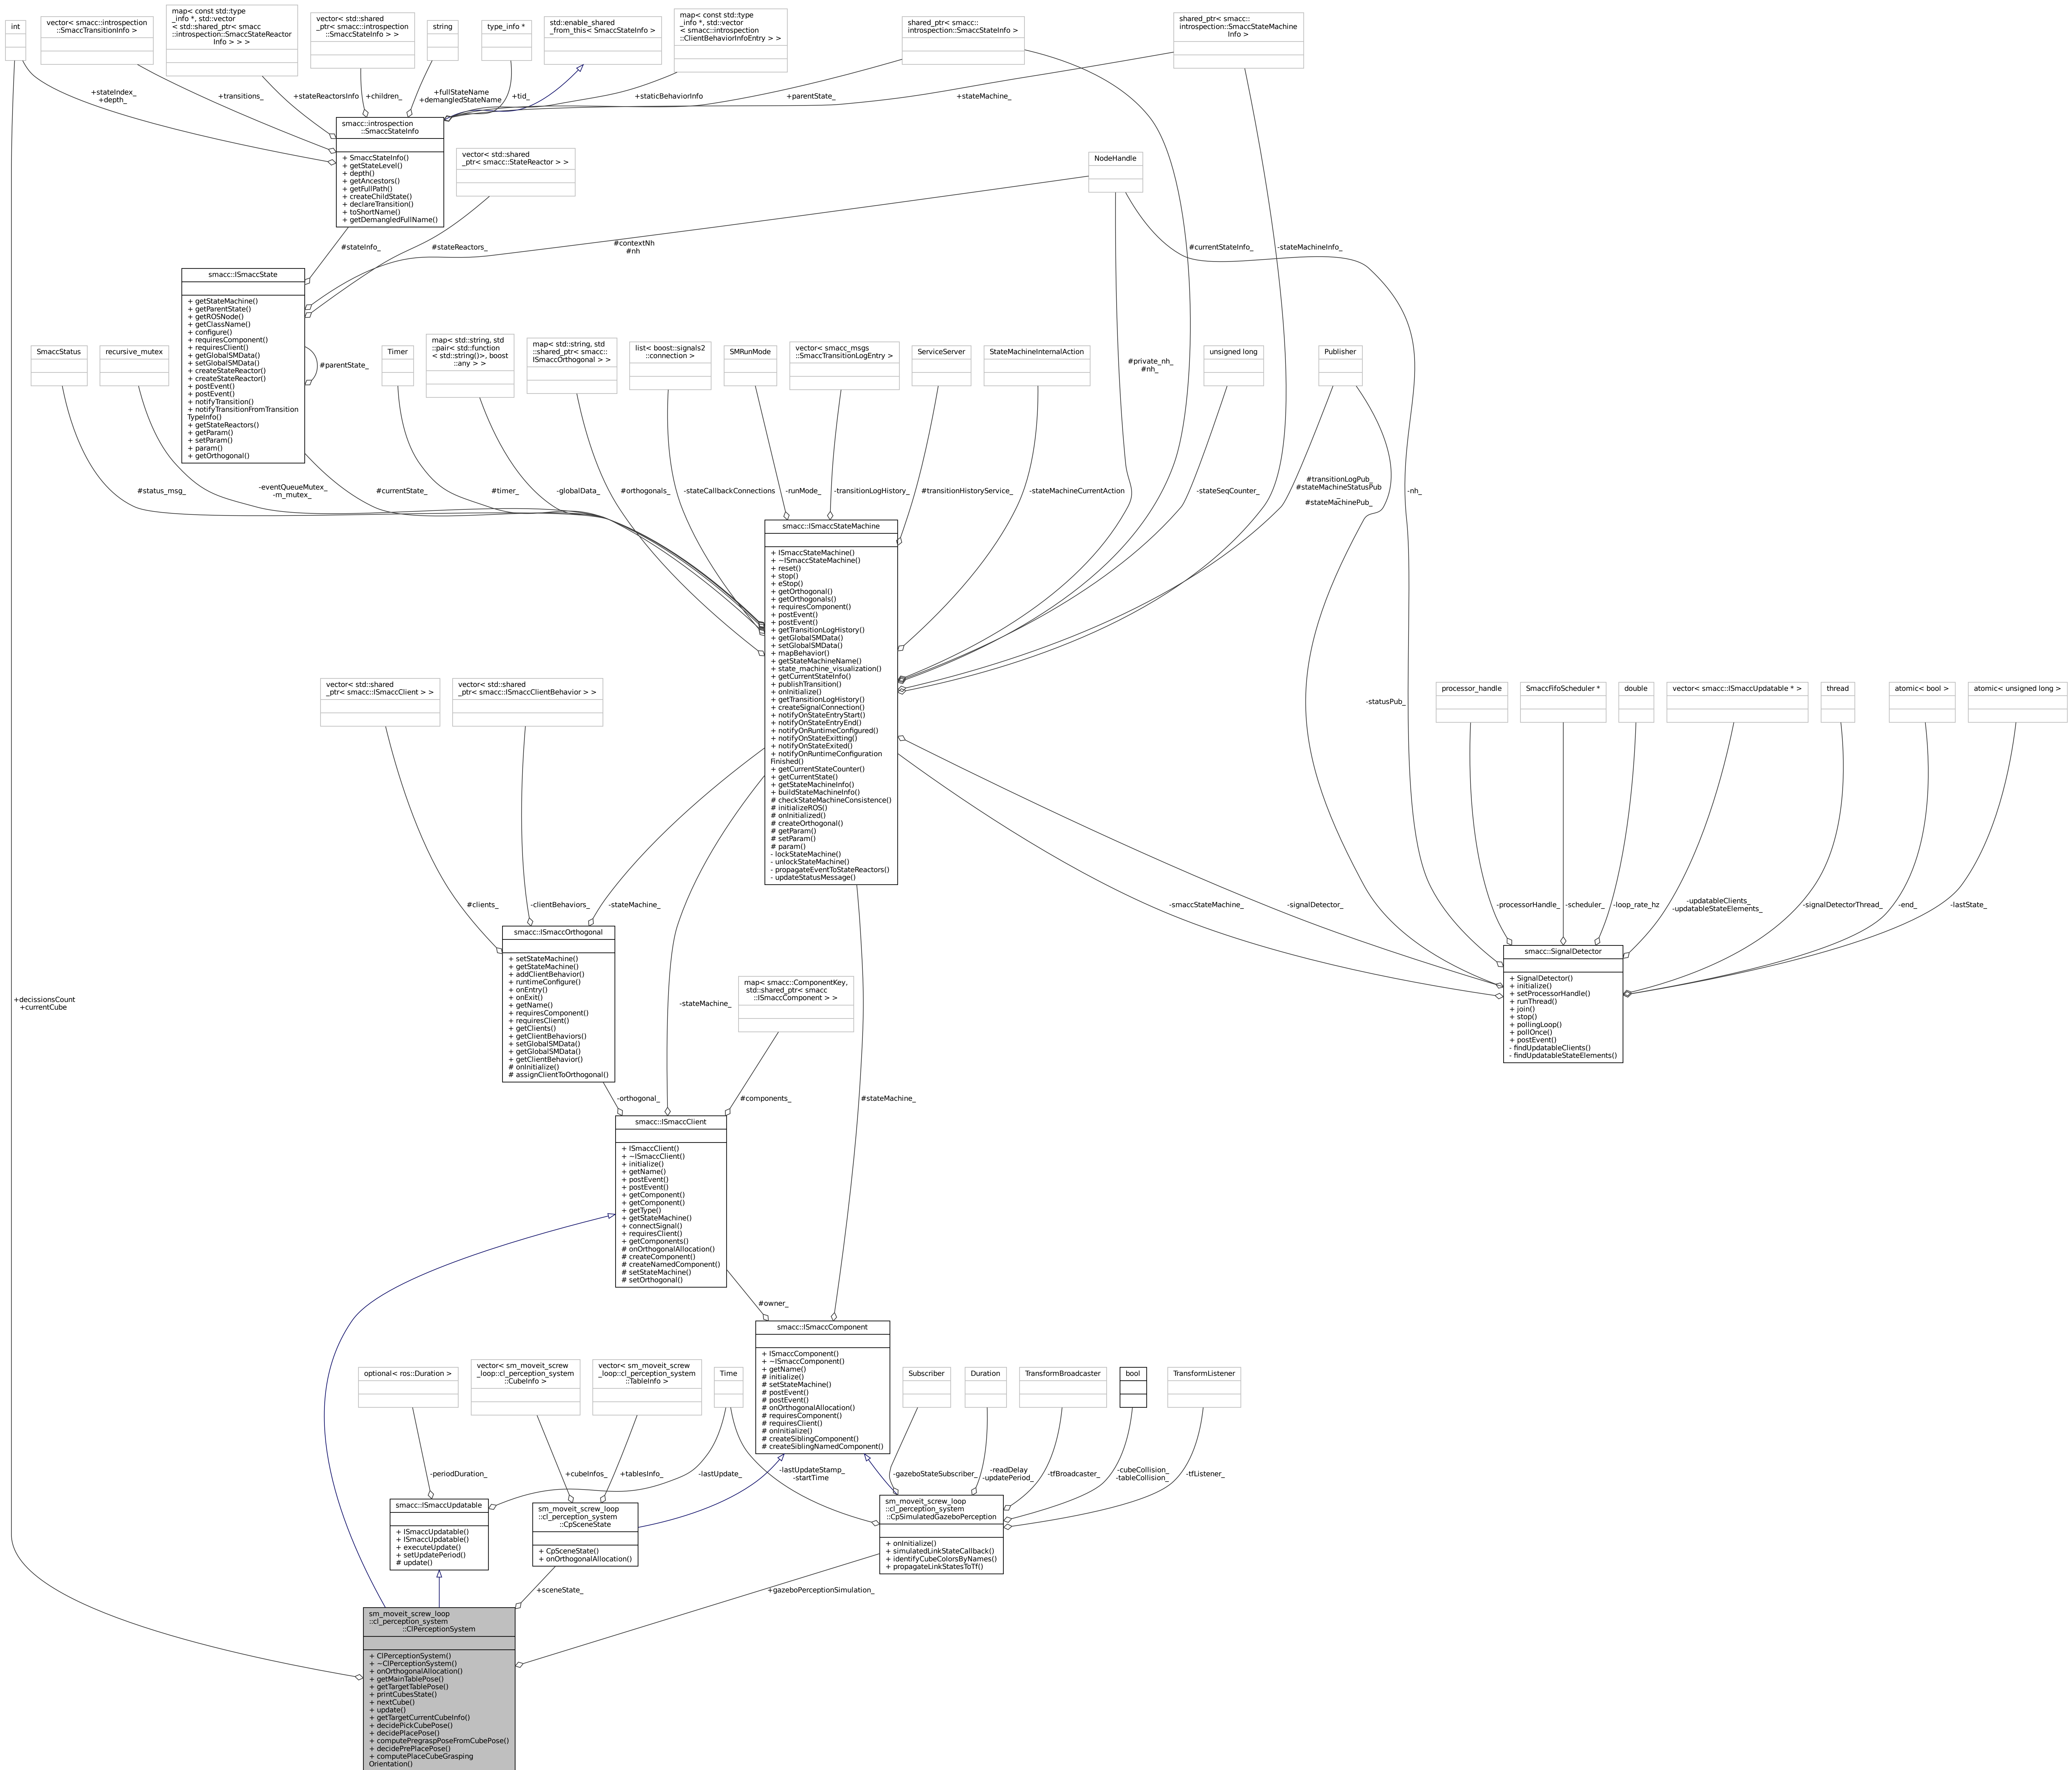 int
vector< smacc::introspection
::SmaccTransitionInfo >
map< const std::type
_info *, std::vector
< std::shared_ptr< smacc
::introspection::SmaccStateReactor
Info > > >
vector< std::shared
_ptr< smacc::introspection
::SmaccStateInfo > >
string
type_info *
std::enable_shared
_from_this< SmaccStateInfo >
map< const std::type
_info *, std::vector
< smacc::introspection
::ClientBehaviorInfoEntry > >
shared_ptr< smacc::
introspection::SmaccStateInfo >
shared_ptr< smacc::
introspection::SmaccStateMachine
Info >
+stateIndex_
+depth_
+transitions_
+stateReactorsInfo
+children_
+fullStateName
+demangledStateName
+tid_
+staticBehaviorInfo
+parentState_
+stateMachine_
smacc::introspection
::SmaccStateInfo
+ SmaccStateInfo()
+ getStateLevel()
+ depth()
+ getAncestors()
+ getFullPath()
+ createChildState()
+ declareTransition()
+ toShortName()
+ getDemangledFullName()
vector< std::shared
_ptr< smacc::StateReactor > >
NodeHandle
#stateInfo_
#stateReactors_
#contextNh
#nh
#currentStateInfo_
-stateMachineInfo_
smacc::ISmaccState
+ getStateMachine()
+ getParentState()
+ getROSNode()
+ getClassName()
+ configure()
+ requiresComponent()
+ requiresClient()
+ getGlobalSMData()
+ setGlobalSMData()
+ createStateReactor()
+ createStateReactor()
+ postEvent()
+ postEvent()
+ notifyTransition()
+ notifyTransitionFromTransition
TypeInfo()
+ getStateReactors()
+ getParam()
+ setParam()
+ param()
+ getOrthogonal()
#parentState_
SmaccStatus
recursive_mutex
Timer
map< std::string, std
::pair< std::function
< std::string()>, boost
::any > >
map< std::string, std
::shared_ptr< smacc::
ISmaccOrthogonal > >
list< boost::signals2
::connection >
SMRunMode
vector< smacc_msgs
::SmaccTransitionLogEntry >
ServiceServer
StateMachineInternalAction
#private_nh_
#nh_
unsigned long
Publisher
#status_msg_
-eventQueueMutex_
-m_mutex_
#currentState_
#timer_
-globalData_
#orthogonals_
-stateCallbackConnections
-runMode_
-transitionLogHistory_
#transitionHistoryService_
-stateMachineCurrentAction
-stateSeqCounter_
#transitionLogPub_
#stateMachineStatusPub
_
#stateMachinePub_
-nh_
smacc::ISmaccStateMachine
+ ISmaccStateMachine()
+ ~ISmaccStateMachine()
+ reset()
+ stop()
+ eStop()
+ getOrthogonal()
+ getOrthogonals()
+ requiresComponent()
+ postEvent()
+ postEvent()
+ getTransitionLogHistory()
+ getGlobalSMData()
+ setGlobalSMData()
+ mapBehavior()
+ getStateMachineName()
+ state_machine_visualization()
+ getCurrentStateInfo()
+ publishTransition()
+ onInitialize()
+ getTransitionLogHistory()
+ createSignalConnection()
+ notifyOnStateEntryStart()
+ notifyOnStateEntryEnd()
+ notifyOnRuntimeConfigured()
+ notifyOnStateExitting()
+ notifyOnStateExited()
+ notifyOnRuntimeConfiguration
Finished()
+ getCurrentStateCounter()
+ getCurrentState()
+ getStateMachineInfo()
+ buildStateMachineInfo()
# checkStateMachineConsistence()
# initializeROS()
# onInitialized()
# createOrthogonal()
# getParam()
# setParam()
# param()
- lockStateMachine()
- unlockStateMachine()
- propagateEventToStateReactors()
- updateStatusMessage()
vector< std::shared
_ptr< smacc::ISmaccClient > >
vector< std::shared
_ptr< smacc::ISmaccClientBehavior > >
-statusPub_
processor_handle
SmaccFifoScheduler *
double
vector< smacc::ISmaccUpdatable * >
thread
atomic< bool >
atomic< unsigned long >
#clients_
-clientBehaviors_
-stateMachine_
-smaccStateMachine_
-signalDetector_
-processorHandle_
-scheduler_
-loop_rate_hz
-updatableClients_
-updatableStateElements_
-signalDetectorThread_
-end_
-lastState_
smacc::ISmaccOrthogonal
+ setStateMachine()
+ getStateMachine()
+ addClientBehavior()
+ runtimeConfigure()
+ onEntry()
+ onExit()
+ getName()
+ requiresComponent()
+ requiresClient()
+ getClients()
+ getClientBehaviors()
+ setGlobalSMData()
+ getGlobalSMData()
+ getClientBehavior()
# onInitialize()
# assignClientToOrthogonal()
smacc::SignalDetector
+ SignalDetector()
+ initialize()
+ setProcessorHandle()
+ runThread()
+ join()
+ stop()
+ pollingLoop()
+ pollOnce()
+ postEvent()
- findUpdatableClients()
- findUpdatableStateElements()
+decissionsCount
+currentCube
-stateMachine_
map< smacc::ComponentKey,
std::shared_ptr< smacc
::ISmaccComponent > >
-orthogonal_
#components_
#stateMachine_
smacc::ISmaccClient
+ ISmaccClient()
+ ~ISmaccClient()
+ initialize()
+ getName()
+ postEvent()
+ postEvent()
+ getComponent()
+ getComponent()
+ getType()
+ getStateMachine()
+ connectSignal()
+ requiresClient()
+ getComponents()
# onOrthogonalAllocation()
# createComponent()
# createNamedComponent()
# setStateMachine()
# setOrthogonal()
#owner_
smacc::ISmaccComponent
+ ISmaccComponent()
+ ~ISmaccComponent()
+ getName()
# initialize()
# setStateMachine()
# postEvent()
# postEvent()
# onOrthogonalAllocation()
# requiresComponent()
# requiresClient()
# onInitialize()
# createSiblingComponent()
# createSiblingNamedComponent()
optional< ros::Duration >
vector< sm_moveit_screw
_loop::cl_perception_system
::CubeInfo >
vector< sm_moveit_screw
_loop::cl_perception_system
::TableInfo >
Time
Subscriber
Duration
TransformBroadcaster
bool
TransformListener
-periodDuration_
+cubeInfos_
+tablesInfo_
-lastUpdate_
-lastUpdateStamp_
-startTime
-gazeboStateSubscriber_
-readDelay
-updatePeriod_
-tfBroadcaster_
-cubeCollision_
-tableCollision_
-tfListener_
smacc::ISmaccUpdatable
+ ISmaccUpdatable()
+ ISmaccUpdatable()
+ executeUpdate()
+ setUpdatePeriod()
# update()
sm_moveit_screw_loop
::cl_perception_system
::CpSceneState
+ CpSceneState()
+ onOrthogonalAllocation()
sm_moveit_screw_loop
::cl_perception_system
::CpSimulatedGazeboPerception
+ onInitialize()
+ simulatedLinkStateCallback()
+ identifyCubeColorsByNames()
+ propagateLinkStatesToTf()
+sceneState_
+gazeboPerceptionSimulation_
sm_moveit_screw_loop
::cl_perception_system
::ClPerceptionSystem
+ ClPerceptionSystem()
+ ~ClPerceptionSystem()
+ onOrthogonalAllocation()
+ getMainTablePose()
+ getTargetTablePose()
+ printCubesState()
+ nextCube()
+ update()
+ getTargetCurrentCubeInfo()
+ decidePickCubePose()
+ decidePlacePose()
+ computePregraspPoseFromCubePose()
+ decidePrePlacePose()
+ computePlaceCubeGrasping
Orientation()